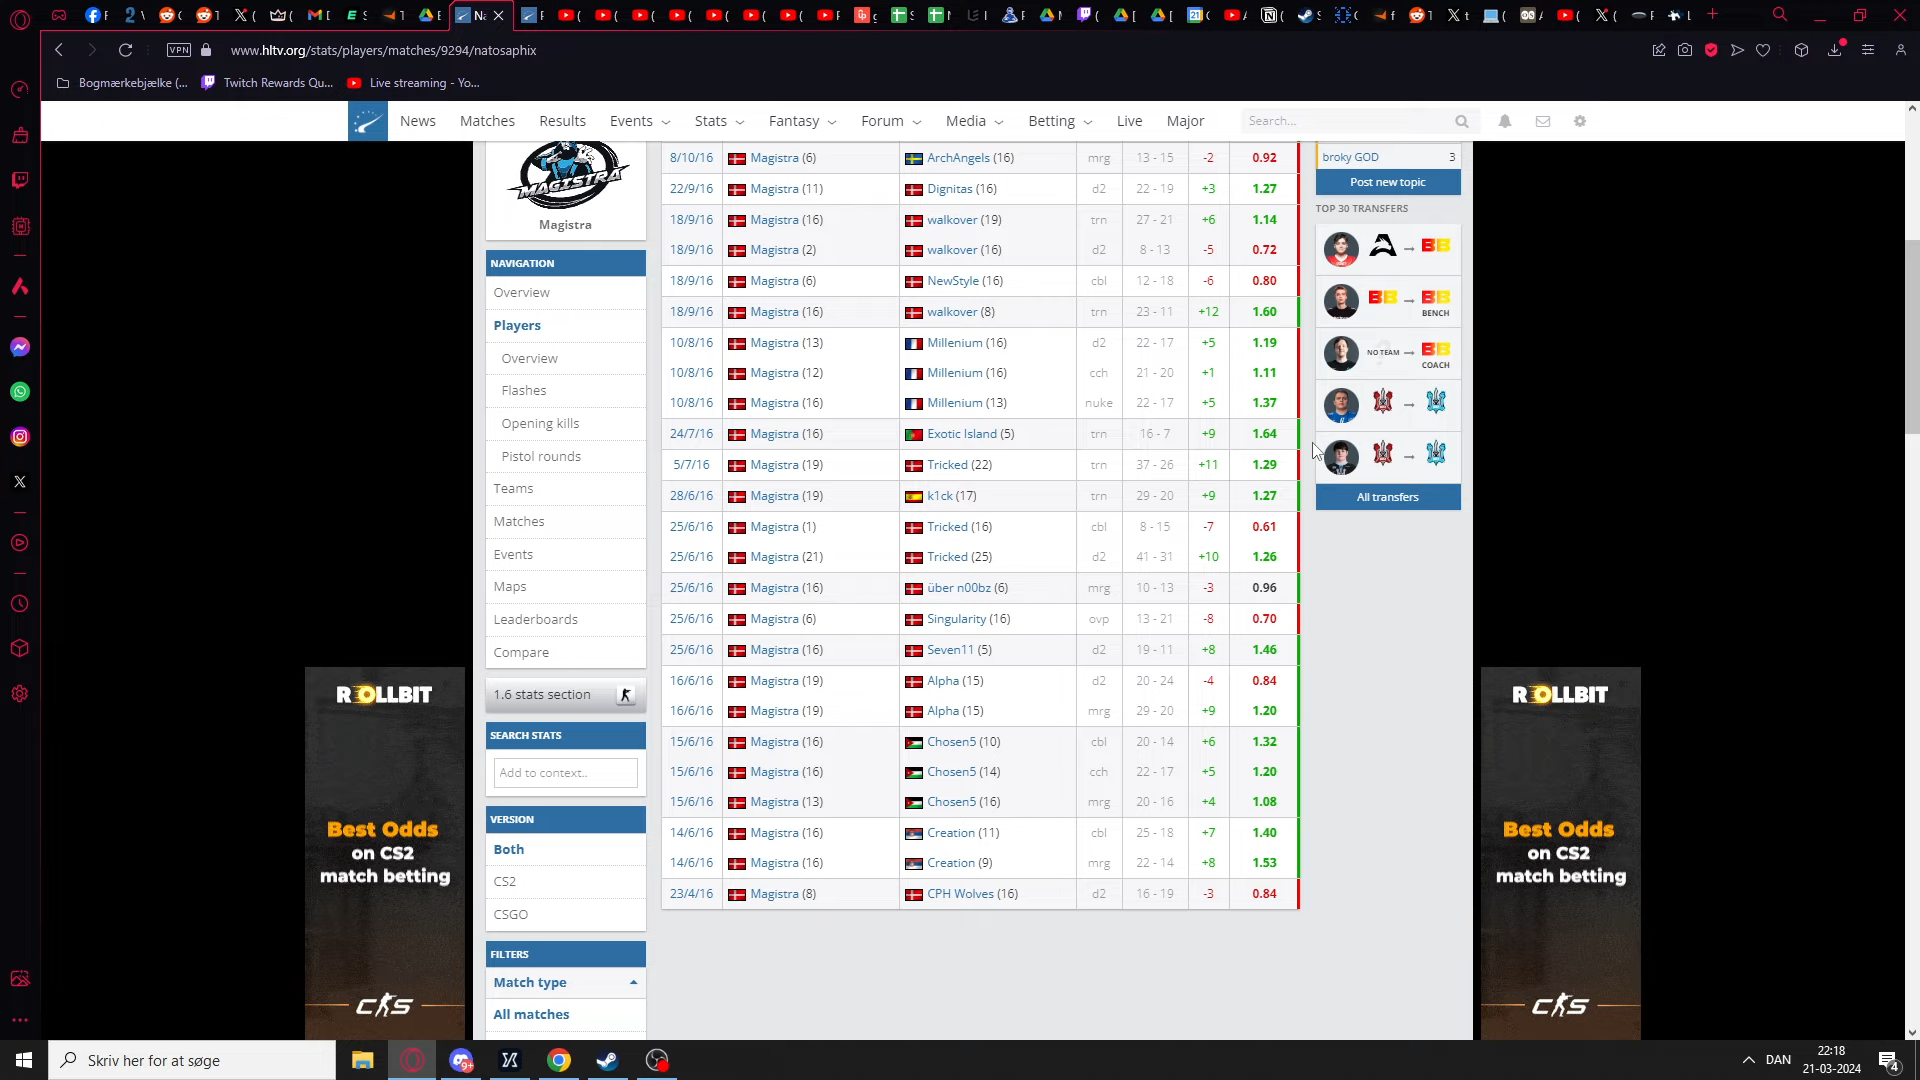 www.hltv.org/stats/players/matches/9294/natosaphix
VPN
Bogmærkebjælke (... Twitch Rewards Qu... Live streaming - Yo...
News Matches Results Events Stats Fantasy Forum Media Betting Live Major Search...
MAGISTRA
Magistra
NAVIGATION
Overview
Players
Overview
Flashes
Opening kills
Pistol rounds
Teams
Matches
Events
Maps
Leaderboards
Compare
1.6 stats section
SEARCH STATS
Add to context..
VERSION
Both
CS2
CSGO
FILTERS
Match type
All matches
8/10/16 Magistra (6) ArchAngels (16) mrg 13 - 15 -2 0.92
22/9/16 Magistra (11) Dignitas (16) d2 22 - 19 +3 1.27
18/9/16 Magistra (16) walkover (19) trn 27 - 21 +6 1.14
18/9/16 Magistra (2) walkover (16) d2 8 - 13 -5 0.72
18/9/16 Magistra (6) NewStyle (16) cbl 12 - 18 -6 0.80
18/9/16 Magistra (16) walkover (8) trn 23 - 11 +12 1.60
10/8/16 Magistra (13) Millenium (16) d2 22 - 17 +5 1.19
10/8/16 Magistra (12) Millenium (16) cch 21 - 20 +1 1.11
10/8/16 Magistra (16) Millenium (13) nuke 22 - 17 +5 1.37
24/7/16 Magistra (16) Exotic Island (5) trn 16 - 7 +9 1.64
5/7/16 Magistra (19) Tricked (22) trn 37 - 26 +11 1.29
28/6/16 Magistra (19) k1ck (17) trn 29 - 20 +9 1.27
25/6/16 Magistra (1) Tricked (16) cbl 8 - 15 -7 0.61
25/6/16 Magistra (21) Tricked (25) d2 41 - 31 +10 1.26
25/6/16 Magistra (16) über n00bz (6) mrg 10 - 13 -3 0.96
25/6/16 Magistra (6) Singularity (16) ovp 13 - 21 -8 0.70
25/6/16 Magistra (16) Seven11 (5) d2 19 - 11 +8 1.46
16/6/16 Magistra (19) Alpha (15) d2 20 - 24 -4 0.84
16/6/16 Magistra (19) Alpha (15) mrg 29 - 20 +9 1.20
15/6/16 Magistra (16) Chosen5 (10) cbl 20 - 14 +6 1.32
15/6/16 Magistra (16) Chosen5 (14) cch 22 - 17 +5 1.20
15/6/16 Magistra (13) Chosen5 (16) mrg 20 - 16 +4 1.08
14/6/16 Magistra (16) Creation (11) cbl 25 - 18 +7 1.40
14/6/16 Magistra (16) Creation (9) mrg 22 - 14 +8 1.53
23/4/16 Magistra (8) CPH Wolves (16) d2 16 - 19 -3 0.84
broky GOD 3
Post new topic
TOP 30 TRANSFERS
BB
BB BB
BENCH
NO TEAM BB
COACH
All transfers
ROLLBIT
Best Odds
on CS2
match betting
CS
ROLLBIT
Best Odds
on CS2
match betting
CS
Skriv her for at søge
9+
DAN
22:18
21-03-2024
4